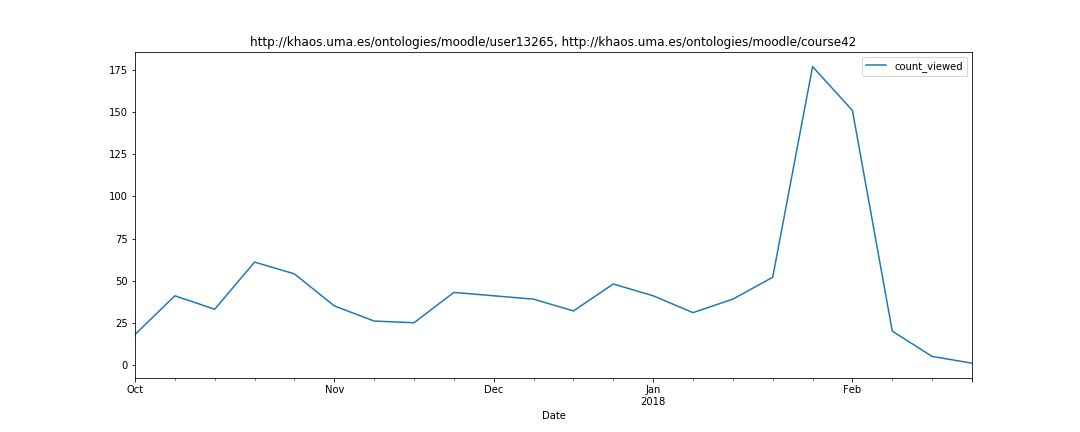 http://khaos.uma.es/ontologies/moodle/user13265, http://khaos.uma.es/ontologies/moodle/course42
count_viewed
175
150
125
100
75
50
25
0
Oct Nov Dec Jan Feb
2018
Date